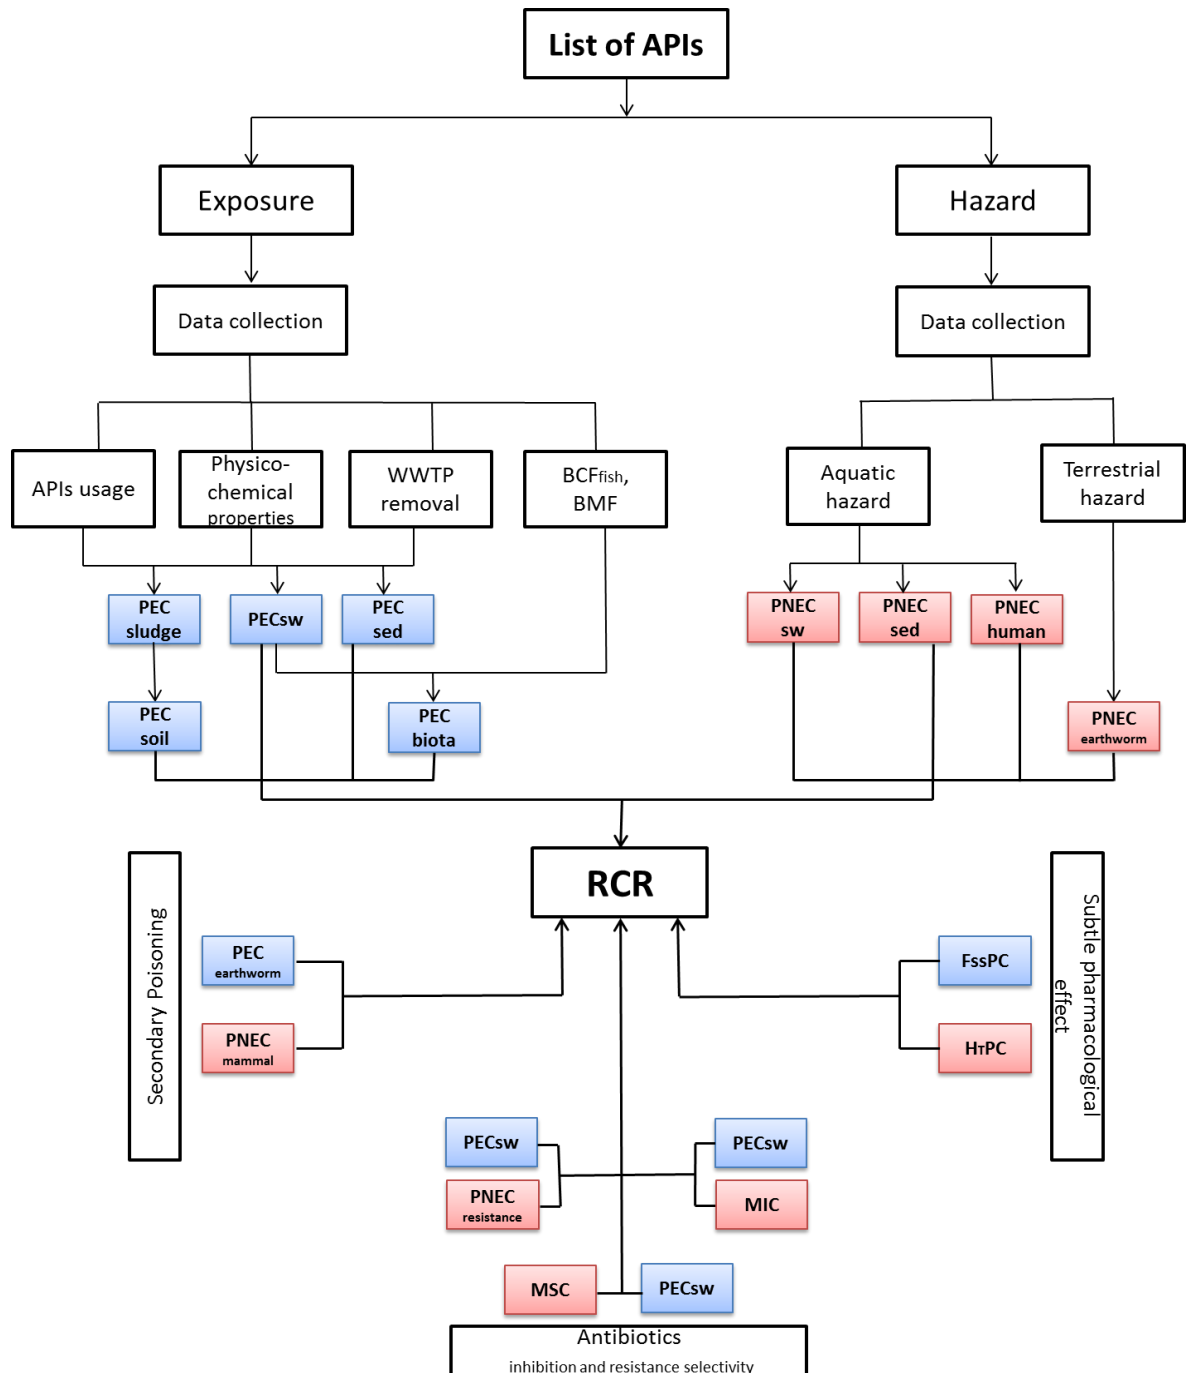 List of APIs
Exposure
Hazard
Data collection
Data collection
APIs usage
Physico-
chemical
properties
WWTP
removal
BCFfish,
BMF
Aquatic
hazard
Terrestrial
hazard
PEC
sludge
PECsw
PEC
sed
PNEC
sw
PNEC
sed
PNEC
human
PEC
soil
PEC
biota
PNEC
earthworm
RCR
Secondary Poisoning
PEC
earthworm
PNEC
mammal
FssPC
HTPC
Subtle pharmacological
effect
PECsw
PNEC
resistance
PECsw
MIC
MSC
PECsw
Antibiotics
inhibition and resistance selectivity